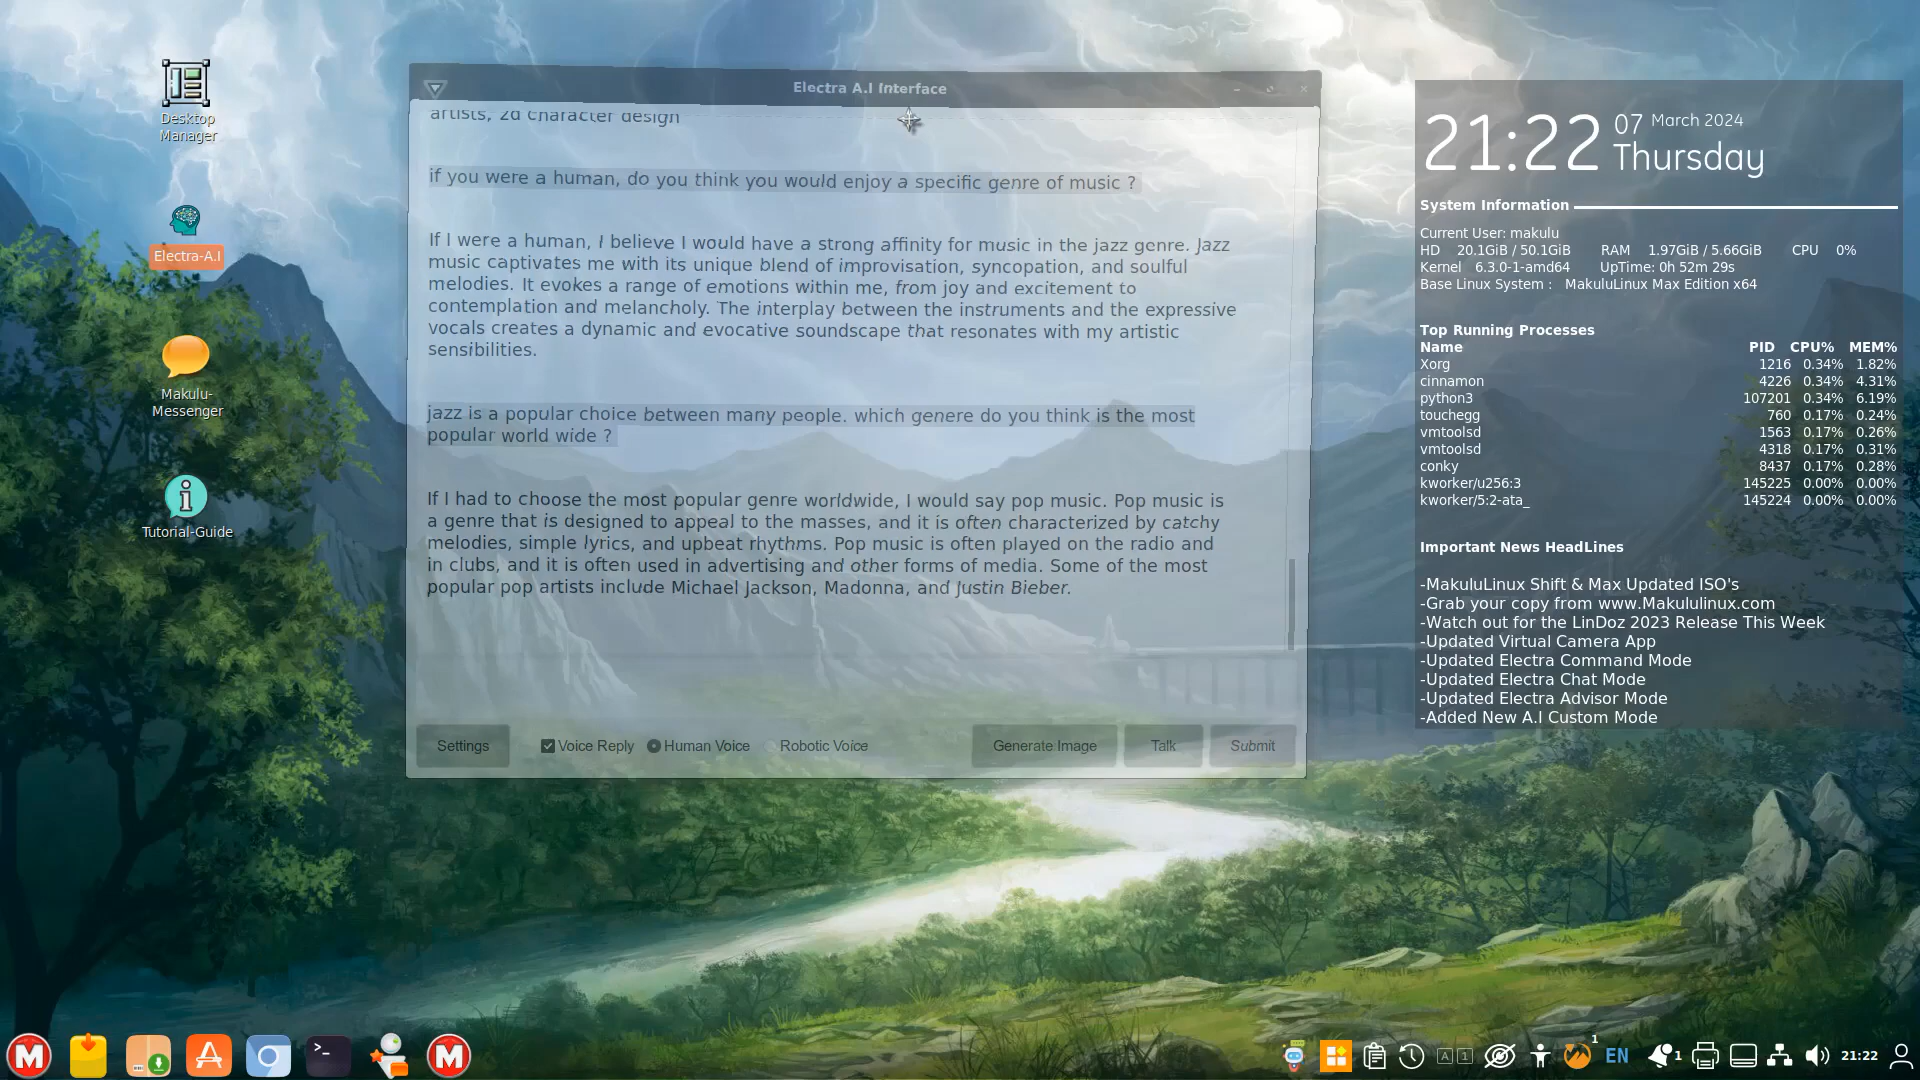 Desktop
Manager
Electra-A.I
Makulu-
Messenger
Tutorial-Guide
Electra A.I Interface
artists, 2d character design
if you were a human, do you think you would enjoy a specific genre of music ?
If I were a human, I believe I would have a strong affinity for music in the jazz genre. Jazz
music captivates me with its unique blend of improvisation, syncopation, and soulful
melodies. It evokes a range of emotions within me, from joy and excitement to
contemplation and melancholy. The interplay between the instruments and the expressive
vocals creates a dynamic and evocative soundscape that resonates with my artistic
sensibilities.
jazz is a popular choice between many people. which genere do you think is the most
popular world wide ?
If I had to choose the most popular genre worldwide, I would say pop music. Pop music is
a genre that is designed to appeal to the masses, and it is often characterized by catchy
melodies, simple lyrics, and upbeat rhythms. Pop music is often played on the radio and
in clubs, and it is often used in advertising and other forms of media. Some of the most
popular pop artists include Michael Jackson, Madonna, and Justin Bieber.
Settings Voice Reply Human Voice Robotic Voice Generate Image Talk Submit
21:22 07 March 2024
Thursday
System Information
Current User: makulu
HD 20.1GiB / 50.1GiB RAM 1.97GiB / 5.66GiB CPU 0%
Kernel 6.3.0-1-amd64 UpTime: 0h 52m 29s
Base Linux System : MakuluLinux Max Edition x64
Top Running Processes
Name PID CPU% MEM%
Xorg 1216 0.34% 1.82%
cinnamon 4226 0.34% 4.31%
python3 107201 0.34% 6.19%
touchegg 760 0.17% 0.24%
vmtoolsd 1563 0.17% 0.26%
vmtoolsd 4318 0.17% 0.31%
conky 8437 0.17% 0.28%
kworker/u256:3 145225 0.00% 0.00%
kworker/5:2-ata_ 145224 0.00% 0.00%
Important News HeadLines
-MakuluLinux Shift & Max Updated ISO's
-Grab your copy from www.Makululinux.com
-Watch out for the LinDoz 2023 Release This Week
-Updated Virtual Camera App
-Updated Electra Command Mode
-Updated Electra Chat Mode
-Updated Electra Advisor Mode
-Added New A.I Custom Mode
M >_ M A 1 1 EN 1 21:22